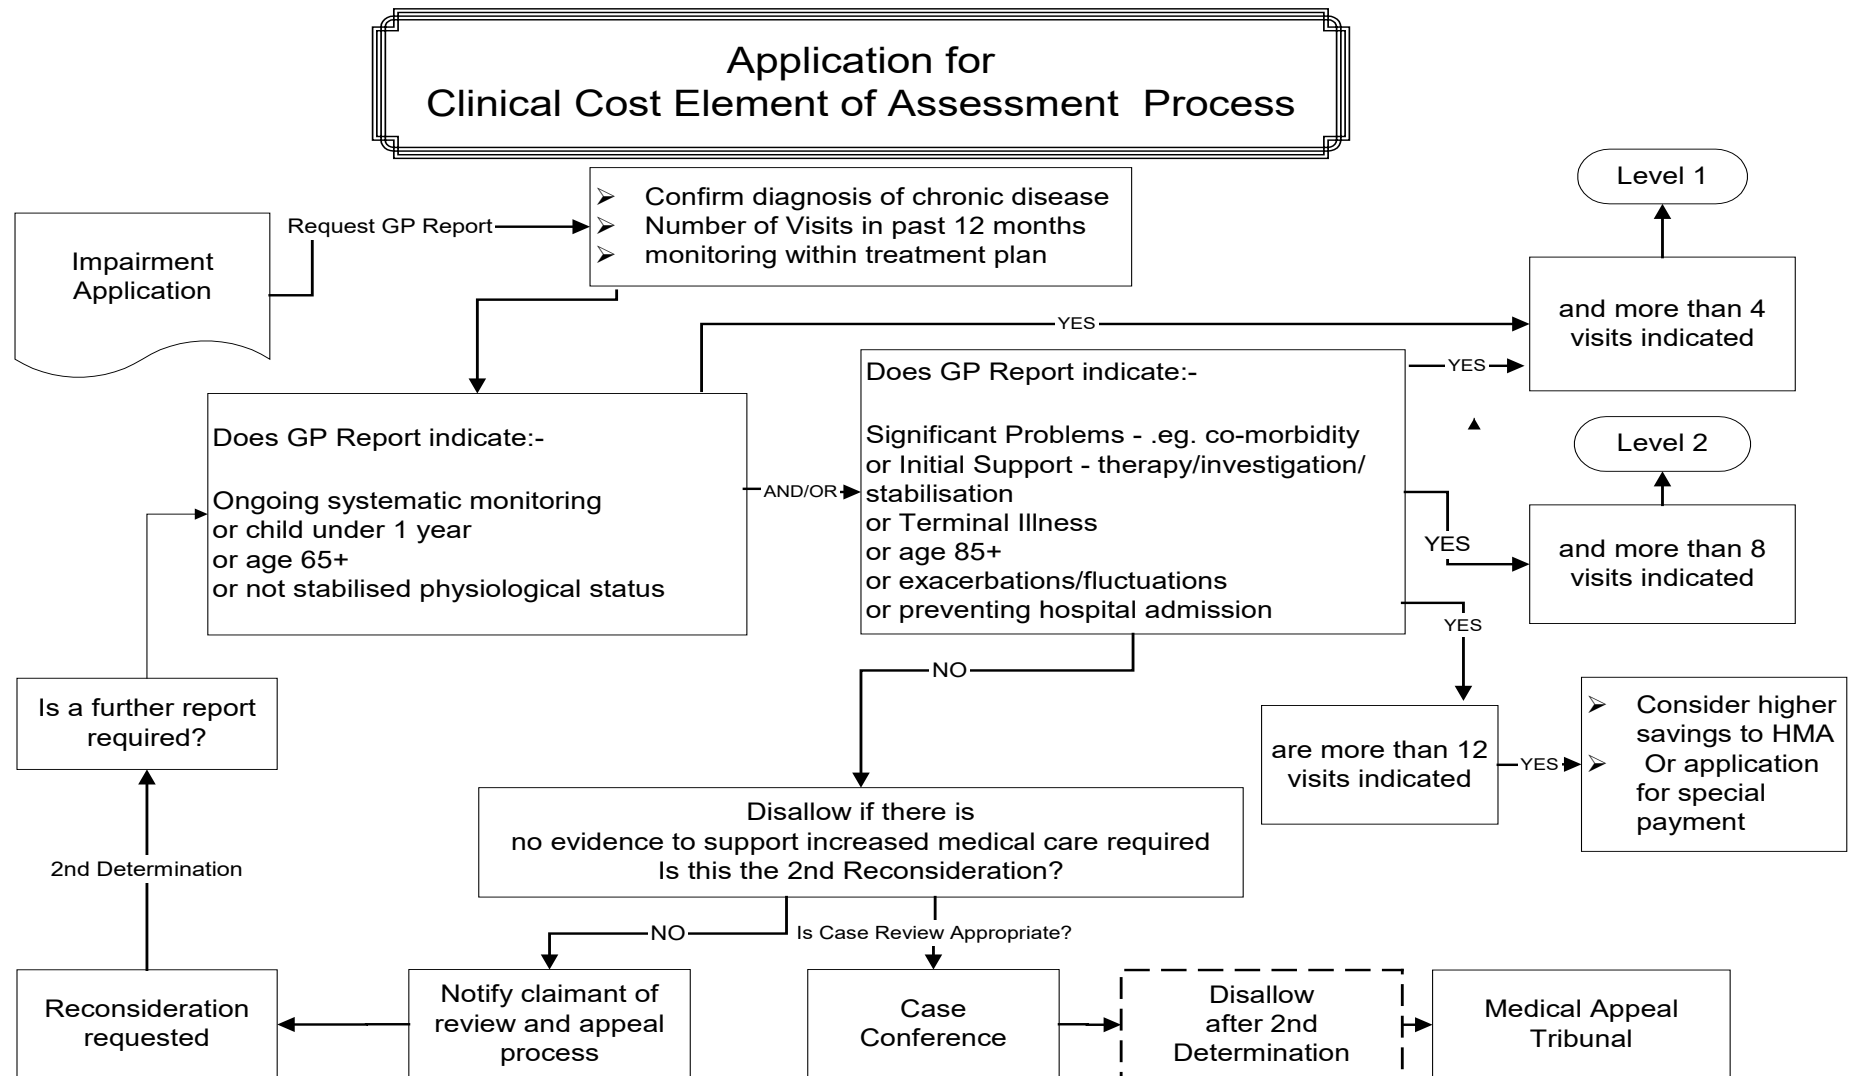 Application for
Clinical Cost Element of Assessment Process
Level 1
Impairment
Application
Request GP Report
➢ Confirm diagnosis of chronic disease
➢ Number of Visits in past 12 months
➢ monitoring within treatment plan
YES
and more than 4
visits indicated
Does GP Report indicate:-
Ongoing systematic monitoring
or child under 1 year
or age 65+
or not stabilised physiological status
AND/OR
Does GP Report indicate:-
Significant Problems - .eg. co-morbidity
or Initial Support - therapy/investigation/
stabilisation
or Terminal Illness
or age 85+
or exacerbations/fluctuations
or preventing hospital admission
YES
Level 2
YES
and more than 8
visits indicated
YES
NO
Is a further report
required?
are more than 12
visits indicated
YES
➢ Consider higher
savings to HMA
➢ Or application
for special
payment
Disallow if there is
no evidence to support increased medical care required
Is this the 2nd Reconsideration?
2nd Determination
NO
Is Case Review Appropriate?
Reconsideration
requested
Notify claimant of
review and appeal
process
Case
Conference
Disallow
after 2nd
Determination
Medical Appeal
Tribunal